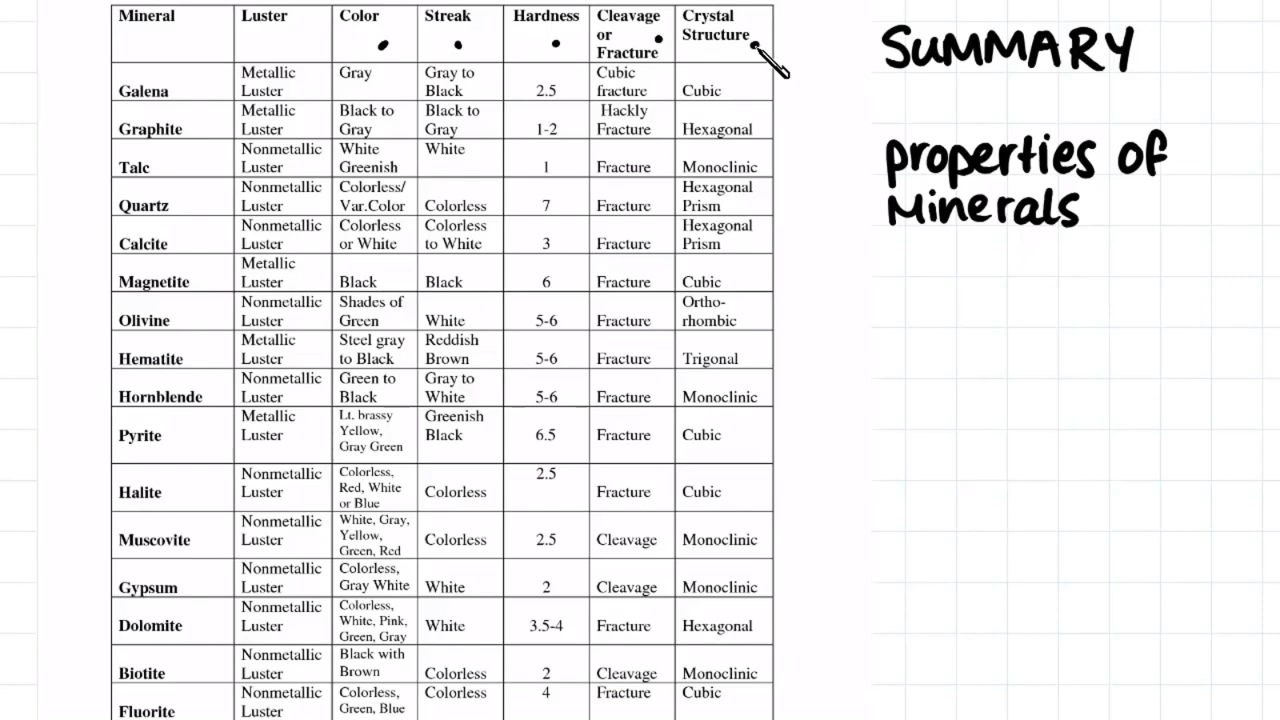 Mineral Luster Color Streak Hardness Cleavage or Fracture Crystal Structure
Galena Metallic Luster Gray Gray to Black 2.5 Cubic fracture Cubic
Graphite Metallic Luster Black to Gray Black to Gray 1-2 Hackly Fracture Hexagonal
Talc Nonmetallic Luster White Greenish White 1 Fracture Monoclinic
Quartz Nonmetallic Luster Colorless/ Var.Color Colorless 7 Fracture Hexagonal Prism
Calcite Nonmetallic Luster Colorless or White Colorless to White 3 Fracture Hexagonal Prism
Magnetite Metallic Luster Black Black 6 Fracture Cubic
Olivine Nonmetallic Luster Shades of Green White 5-6 Fracture Ortho- rhombic
Hematite Metallic Luster Steel gray to Black Reddish Brown 5-6 Fracture Trigonal
Hornblende Nonmetallic Luster Green to Black Gray to White 5-6 Fracture Monoclinic
Pyrite Metallic Luster Lt. brassy Yellow, Gray Green Greenish Black 6.5 Fracture Cubic
Halite Nonmetallic Luster Colorless, Red, White or Blue Colorless 2.5 Fracture Cubic
Muscovite Nonmetallic Luster White, Gray, Yellow, Green, Red Colorless 2.5 Cleavage Monoclinic
Gypsum Nonmetallic Luster Colorless, Gray White White 2 Cleavage Monoclinic
Dolomite Nonmetallic Luster Colorless, White, Pink, Green, Gray White 3.5-4 Fracture Hexagonal
Biotite Nonmetallic Luster Black with Brown Colorless 2 Cleavage Monoclinic
Fluorite Nonmetallic Luster Colorless, Green, Blue Colorless 4 Fracture Cubic
SUMMARY
properties of
Minerals